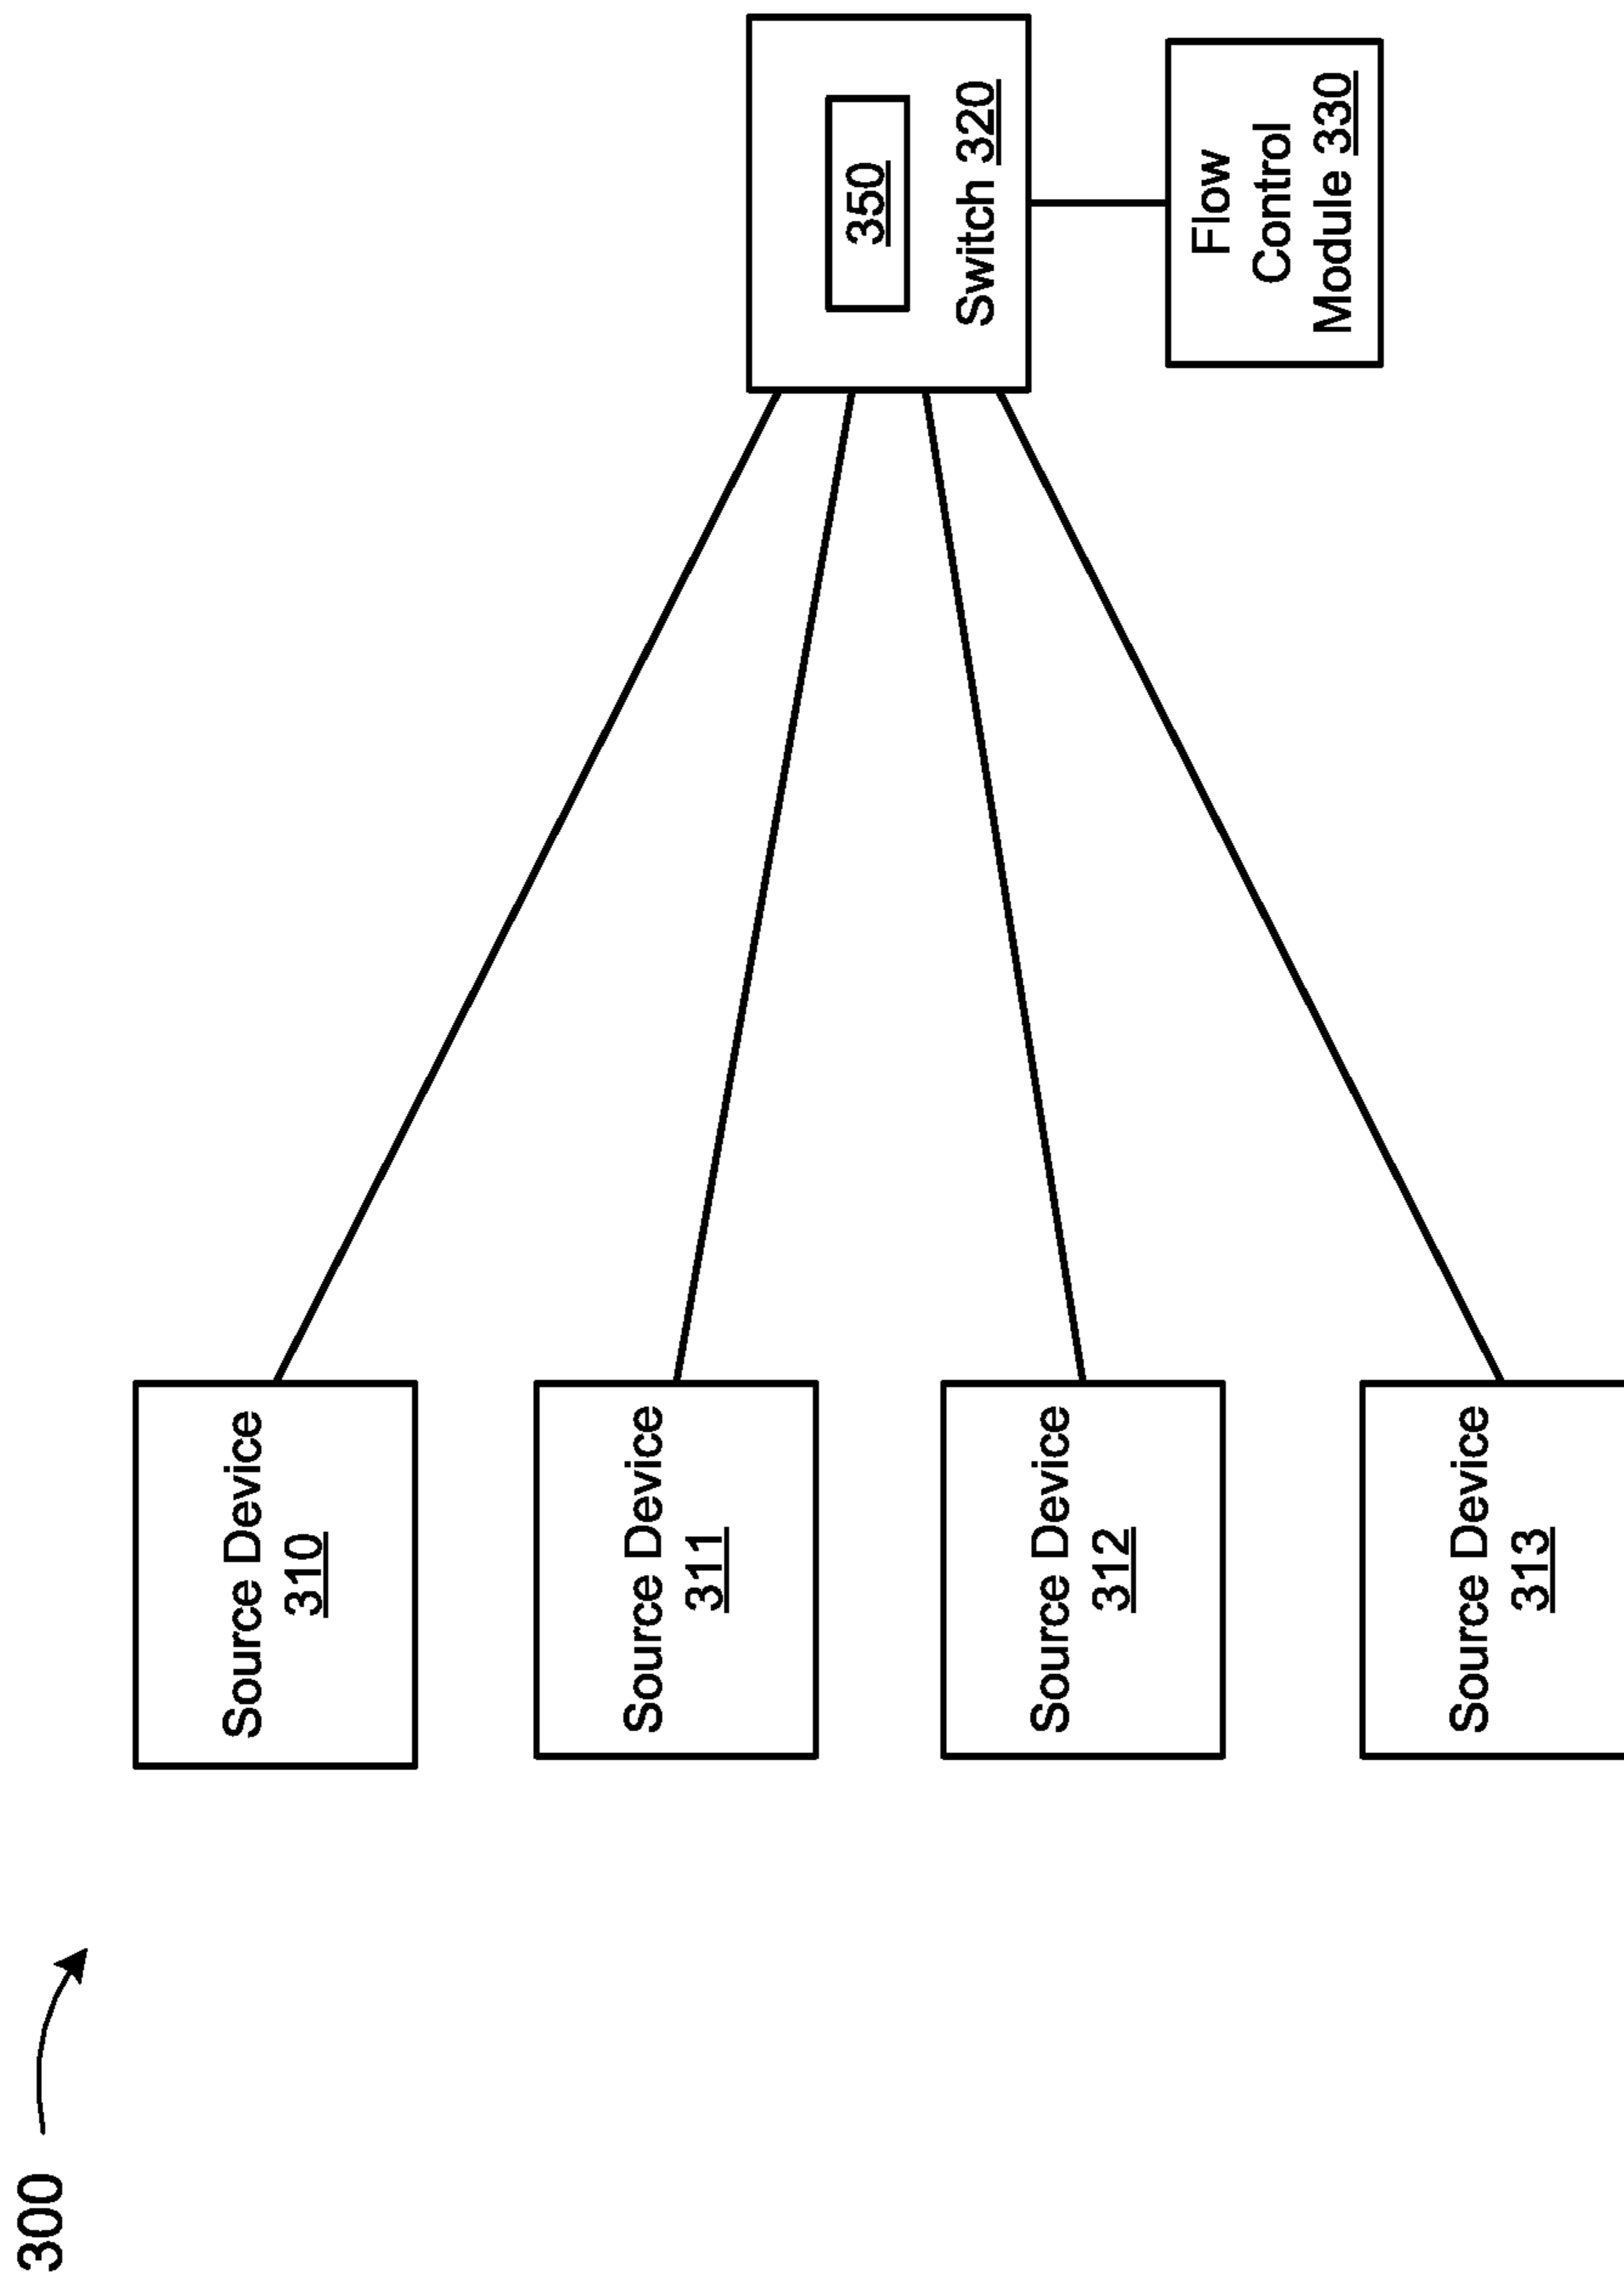 300
Source Device
310
Source Device
311
Source Device
312
Source Device
313
350
Switch 320
Flow
Control
Module 330